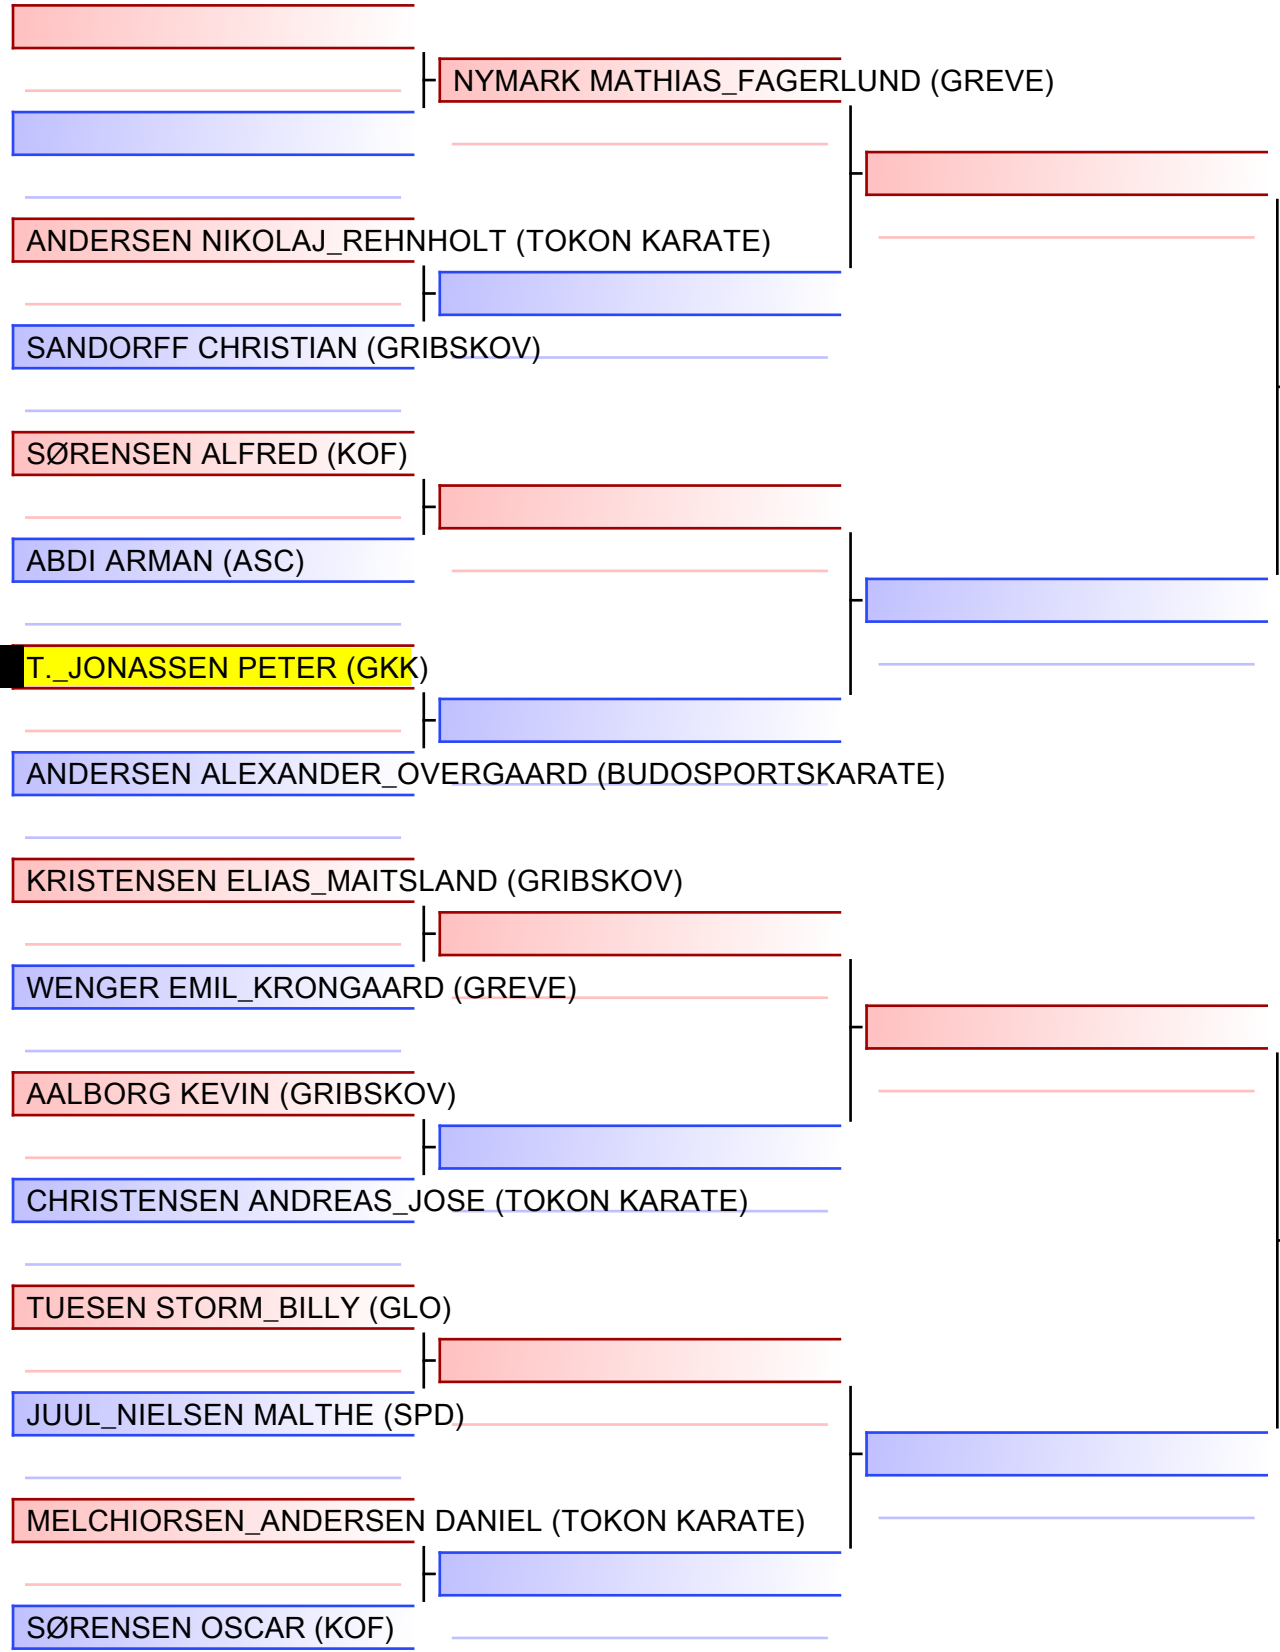 NYMARK MATHIAS_FAGERLUND (GREVE)
ANDERSEN NIKOLAJ_REHNHOLT (TOKON KARATE)
SANDORFF CHRISTIAN (GRIBSKOV)
SØRENSEN ALFRED (KOF)
ABDI ARMAN (ASC)
T._JONASSEN PETER (GKK)
ANDERSEN ALEXANDER_OVERGAARD (BUDOSPORTSKARATE)
KRISTENSEN ELIAS_MAITSLAND (GRIBSKOV)
WENGER EMIL_KRONGAARD (GREVE)
AALBORG KEVIN (GRIBSKOV)
CHRISTENSEN ANDREAS_JOSE (TOKON KARATE)
TUESEN STORM_BILLY (GLO)
JUUL_NIELSEN MALTHE (SPD)
MELCHIORSEN_ANDERSEN DANIEL (TOKON KARATE)
SØRENSEN OSCAR (KOF)